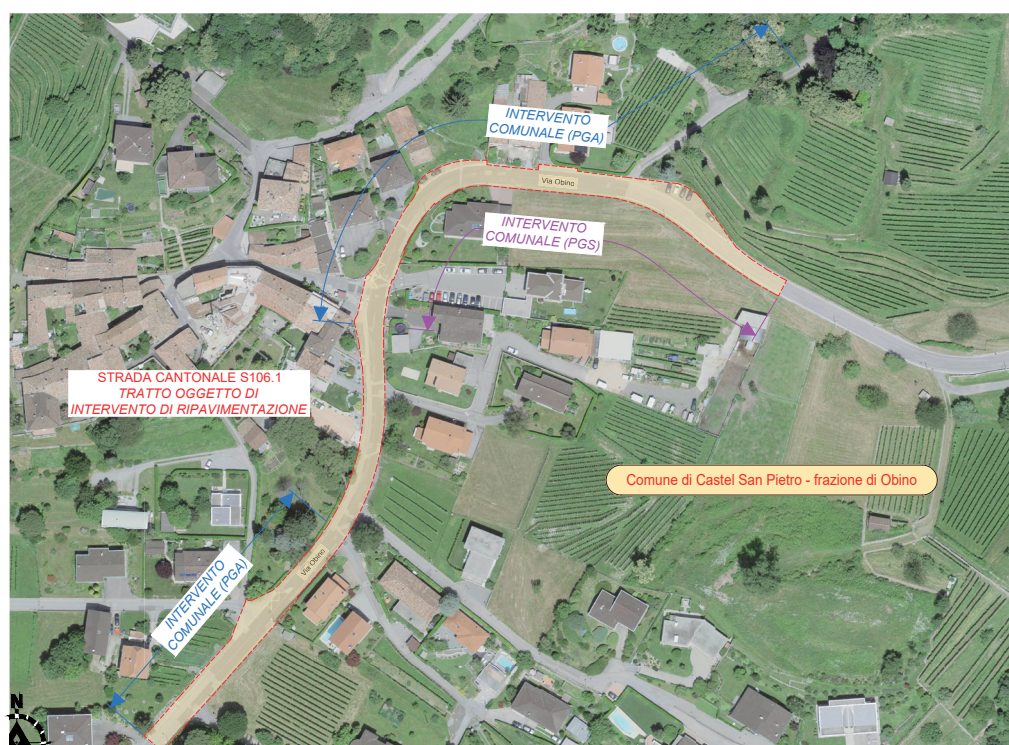 INTERVENTO
COMUNALE (PGA)
Via Obino
INTERVENTO
COMUNALE (PGS)
STRADA CANTONALE S106.1
TRATTO OGGETTO DI
INTERVENTO DI RIPAVIMENTAZIONE
Comune di Castel San Pietro - frazione di Obino
Via Obino
INTERVENTO
COMUNALE (PGA)
N